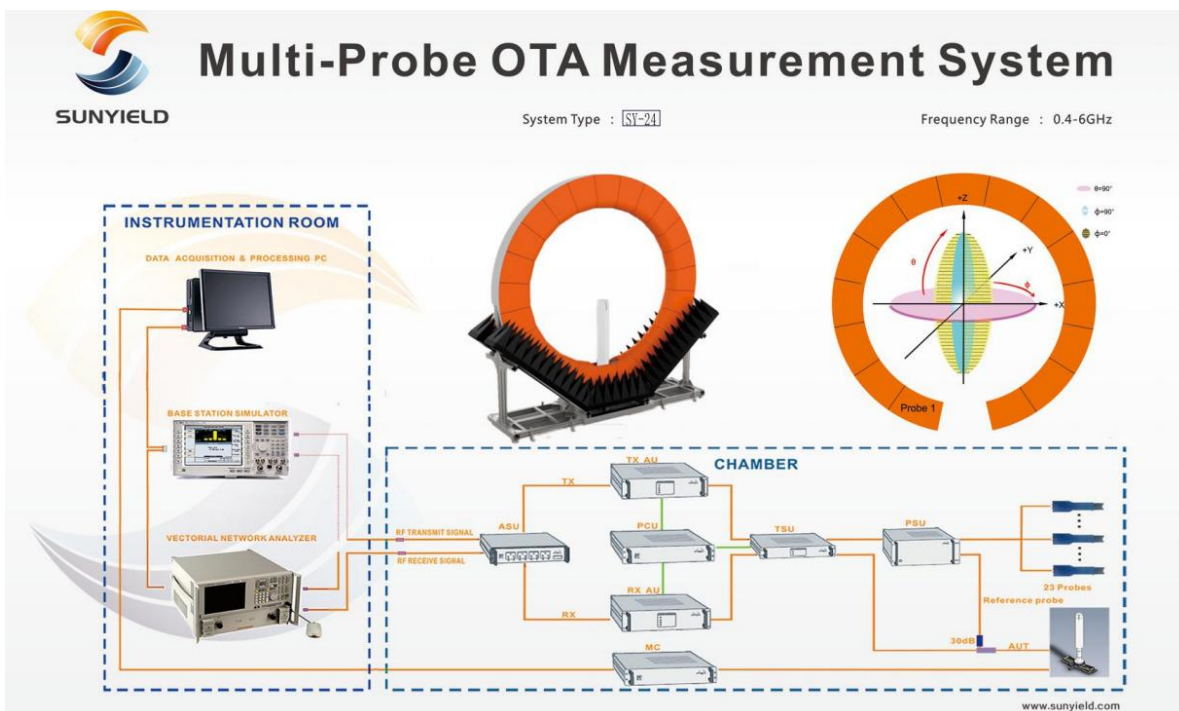 Multi-Probe OTA Measurement System
SUNYIELD
System Type : SY-24
Frequency Range : 0.4-6GHz
INSTRUMENTATION ROOM
DATA ACQUISITION & PROCESSING PC
BASE STATION SIMULATOR
VECTORIAL NETWORK ANALYZER
+Z
+Y
+X
θ
ϕ
θ=90°
ϕ=90°
ϕ=0°
Probe 1
CHAMBER
TX AU
TX
ASU
PCU
TSU
PSU
RF TRANSMIT SIGNAL
RF RECEIVE SIGNAL
RX AU
RX
23 Probes
Reference probe
30dB
AUT
MC
www.sunyield.com